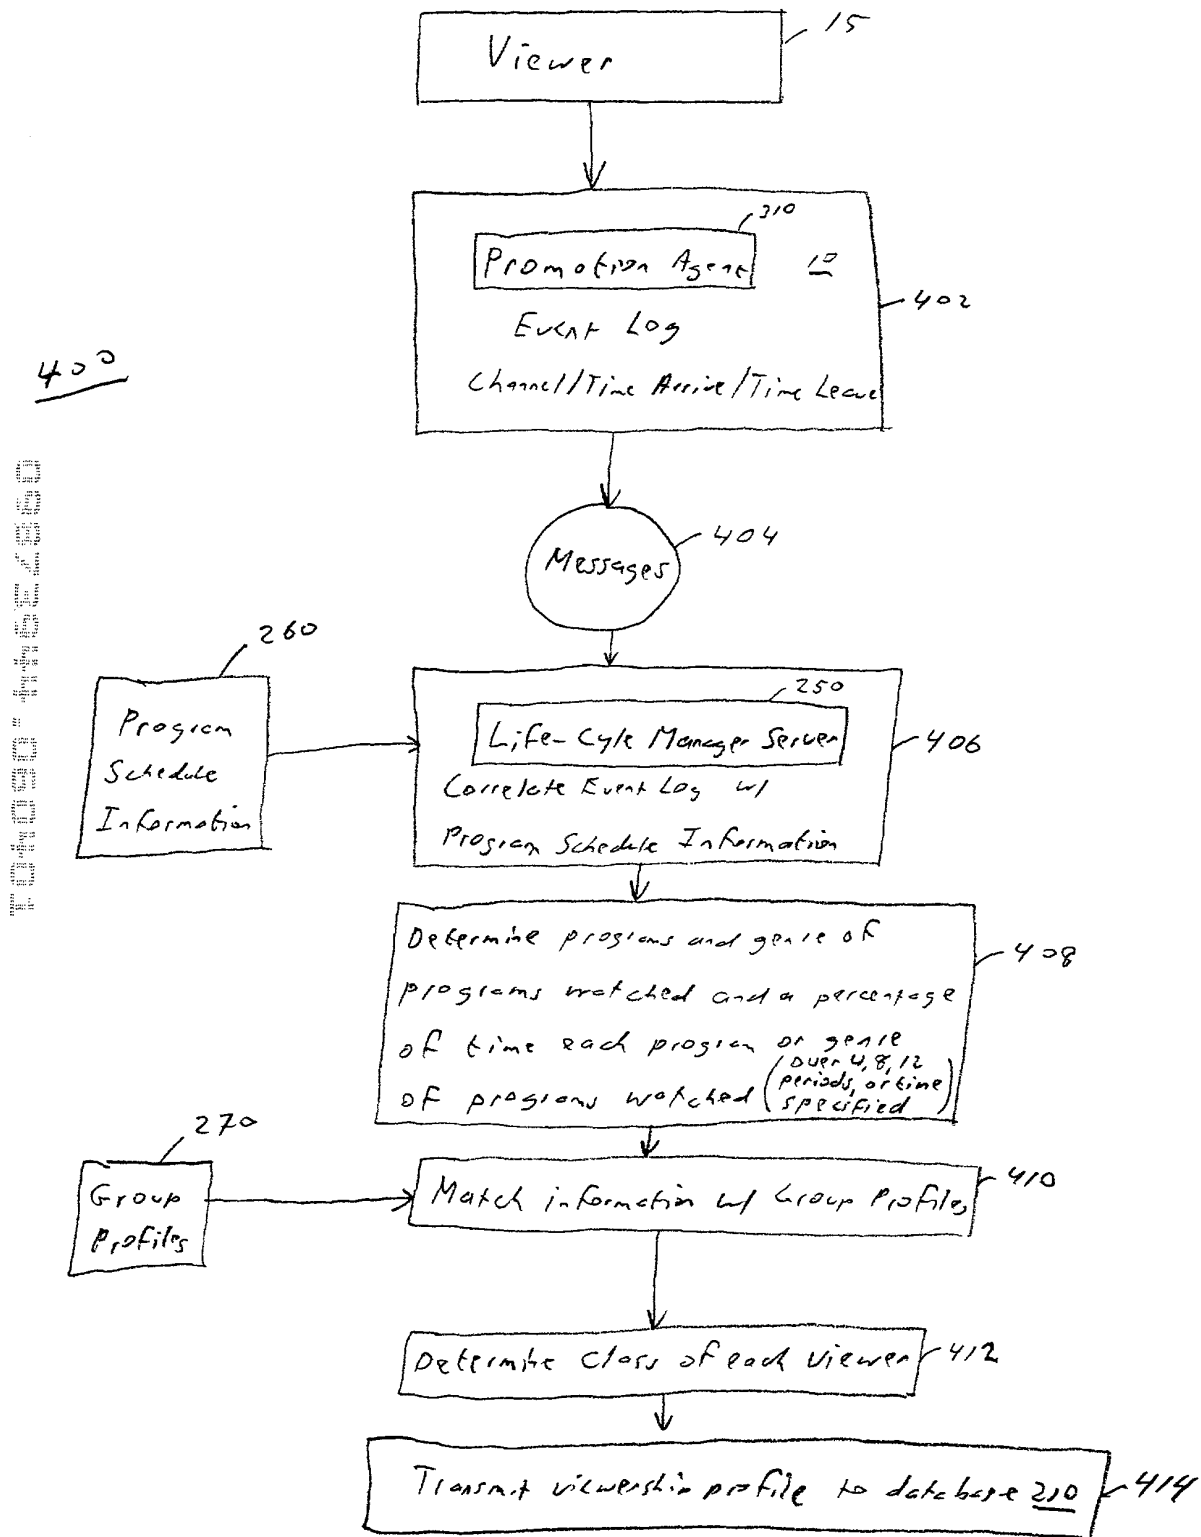 15
Viewer
310
Promotion Agent
10
402
Event Log
Channel/Time Arrive/Time Leave
400
404
Messages
260
Program
Schedule
Information
250
Life-Cyle Manager Server
406
Correlate Event Log w/
Program Schedule Information
Determine programs and genre of
408
programs watched and a percentage
of time each program or genre
of programs watched (over 4, 8, 12
periods, or time
specified)
270
Group
Profiles
Match information w/ Group Profiles
410
Determine Class of each viewer
412
Transmit viewership profile to database 210
414
09873944.060401